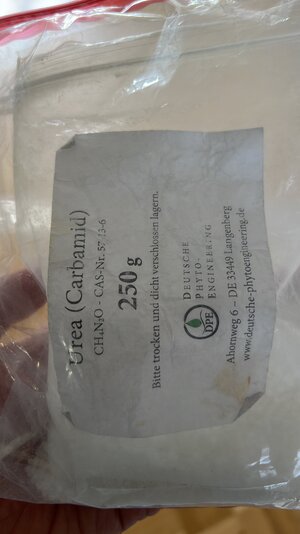 Urea (Carbamid)
CH₄N₂O - CAS-Nr. 57-13-6
250 g
Bitte trocken und dicht verschlossen lagern.
DPE
DEUTSCHE
PHYTO-
ENGINEERING
Ahornweg 6 – DE 33449 Langenberg
www.deutsche-phytoengineering.de